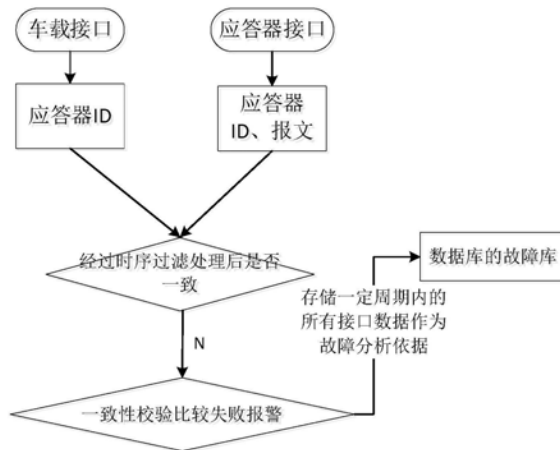 车载接口
应答器接口
应答器ID
应答器
ID、报文
经过时序过滤处理后是否
一致
数据库的故障库
存储一定周期内的
所有接口数据作为
故障分析依据
N
一致性校验比较失败报警